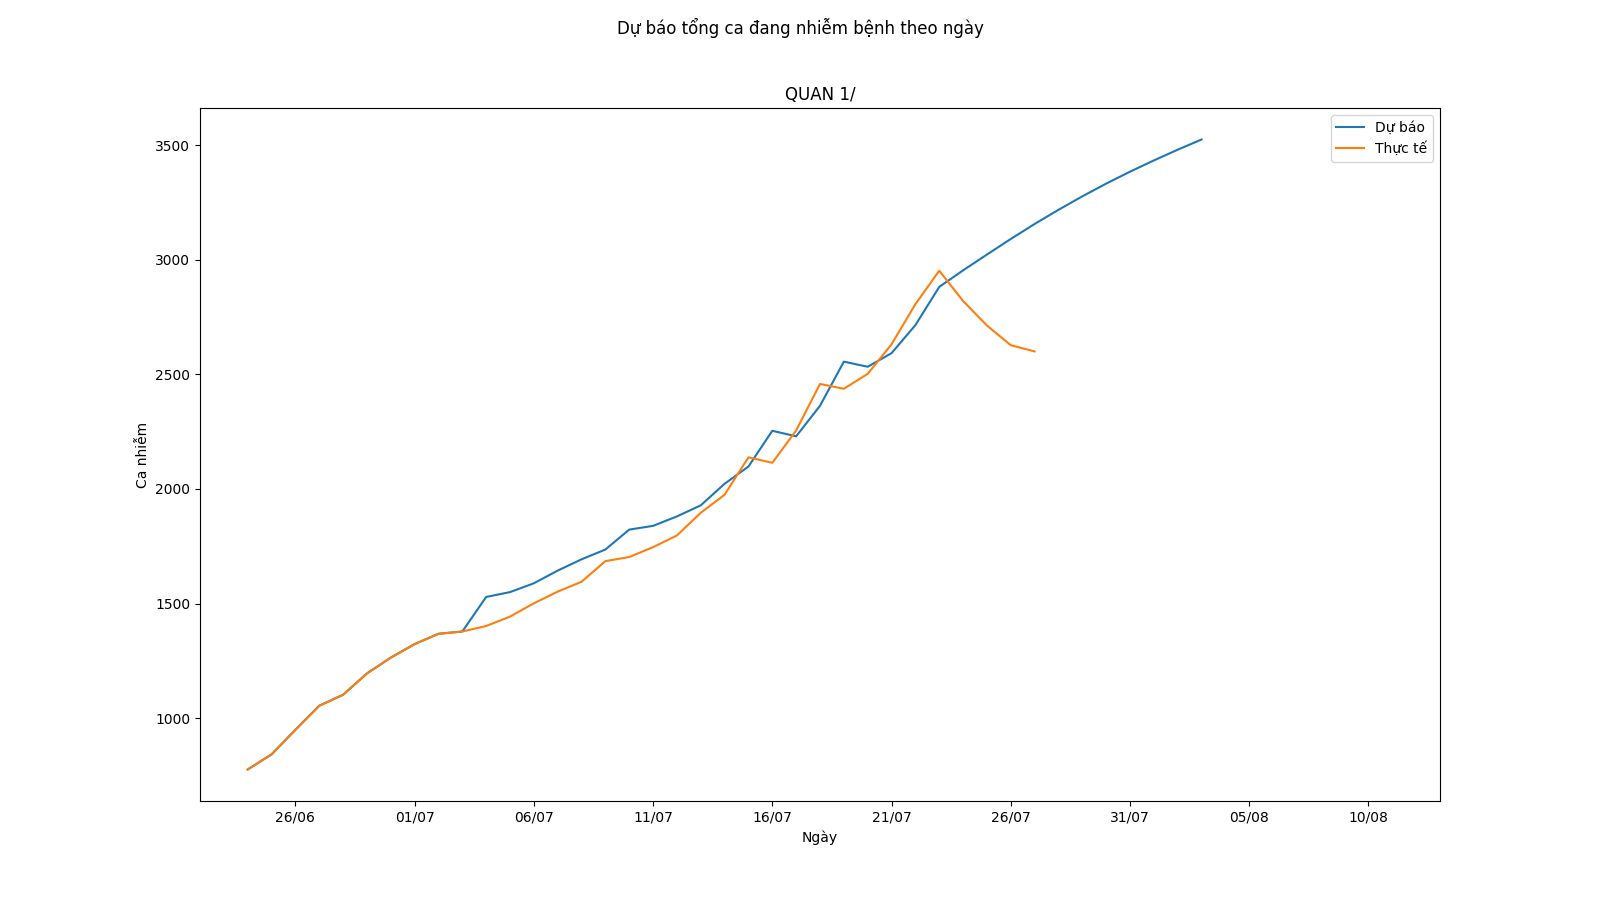 Dự báo tổng ca đang nhiễm bệnh theo ngày
QUAN 1/
Dự báo
Thực tế
3500
3000
2500
2000
1500
1000
Ca nhiễm
26/06 01/07 06/07 11/07 16/07 21/07 26/07 31/07 05/08 10/08
Ngày